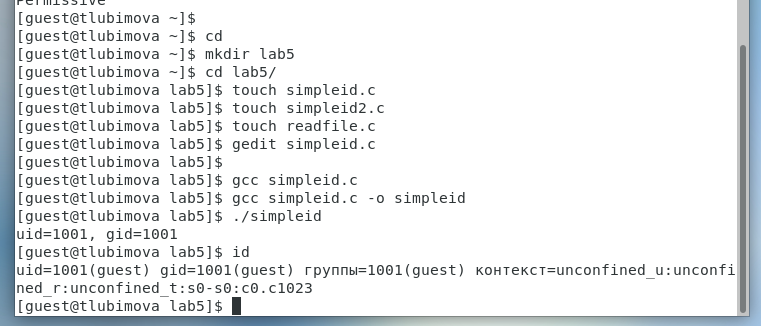 Permissive
[guest@tlubimova ~]$
[guest@tlubimova ~]$ cd
[guest@tlubimova ~]$ mkdir lab5
[guest@tlubimova ~]$ cd lab5/
[guest@tlubimova lab5]$ touch simpleid.c
[guest@tlubimova lab5]$ touch simpleid2.c
[guest@tlubimova lab5]$ touch readfile.c
[guest@tlubimova lab5]$ gedit simpleid.c
[guest@tlubimova lab5]$
[guest@tlubimova lab5]$ gcc simpleid.c
[guest@tlubimova lab5]$ gcc simpleid.c -o simpleid
[guest@tlubimova lab5]$ ./simpleid
uid=1001, gid=1001
[guest@tlubimova lab5]$ id
uid=1001(guest) gid=1001(guest) группы=1001(guest) контекст=unconfined_u:unconfi
ned_r:unconfined_t:s0-s0:c0.c1023
[guest@tlubimova lab5]$